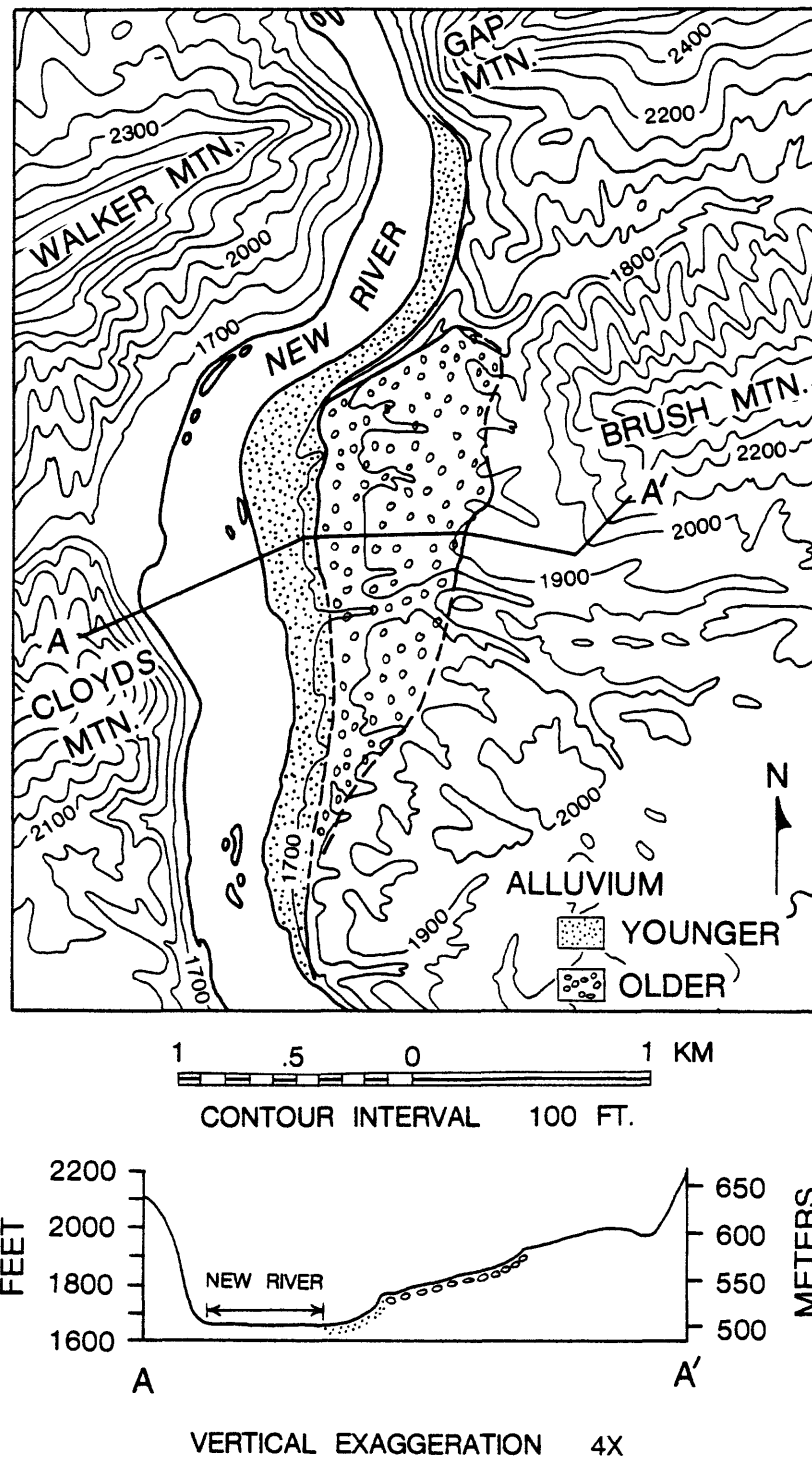 GAP
MTN.
2400
2200
2300
WALKER MTN.
2000
NEW RIVER
1800
1700
BRUSH MTN.
2200
A'
2000
1900
A
CLOYDS
MTN.
2100
N
2000
1700
ALLUVIUM
1900
YOUNGER
1700
OLDER
1 .5 0 1 KM
CONTOUR INTERVAL 100 FT.
2200
2000
1800
1600
FEET
NEW RIVER
650
600
550
500
METERS
A A'
VERTICAL EXAGGERATION 4X